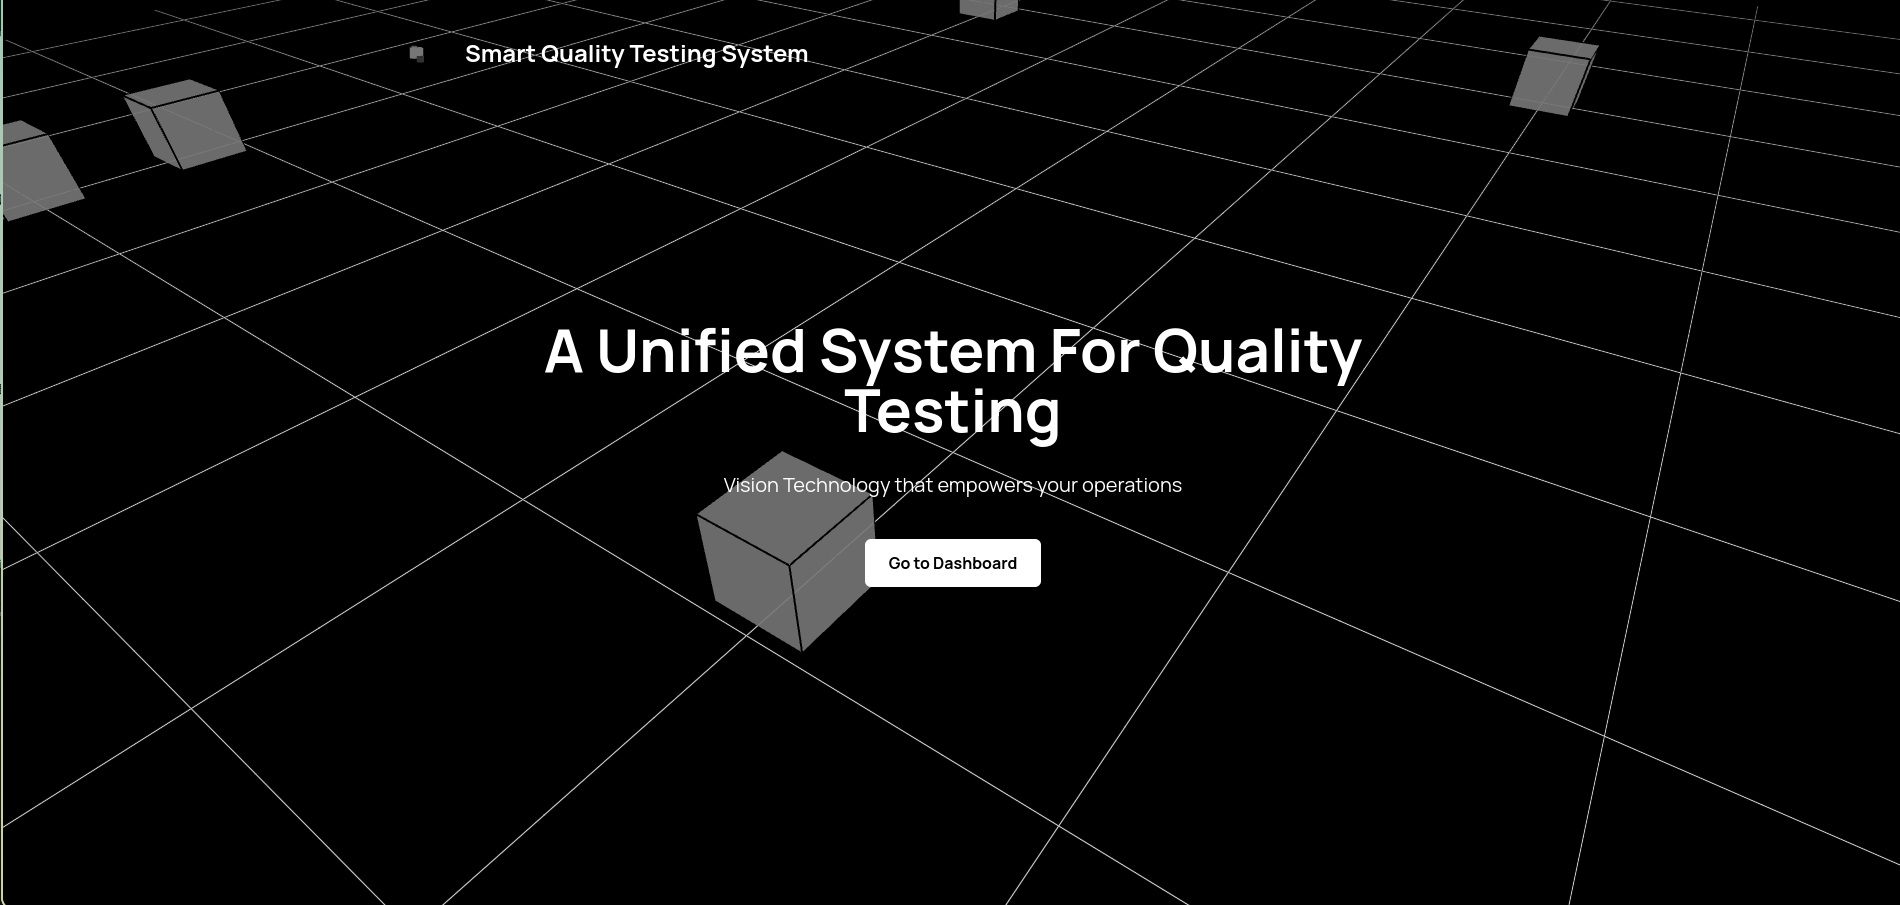 Smart Quality Testing System
A Unified System For Quality
Testing
Vision Technology that empowers your operations
Go to Dashboard